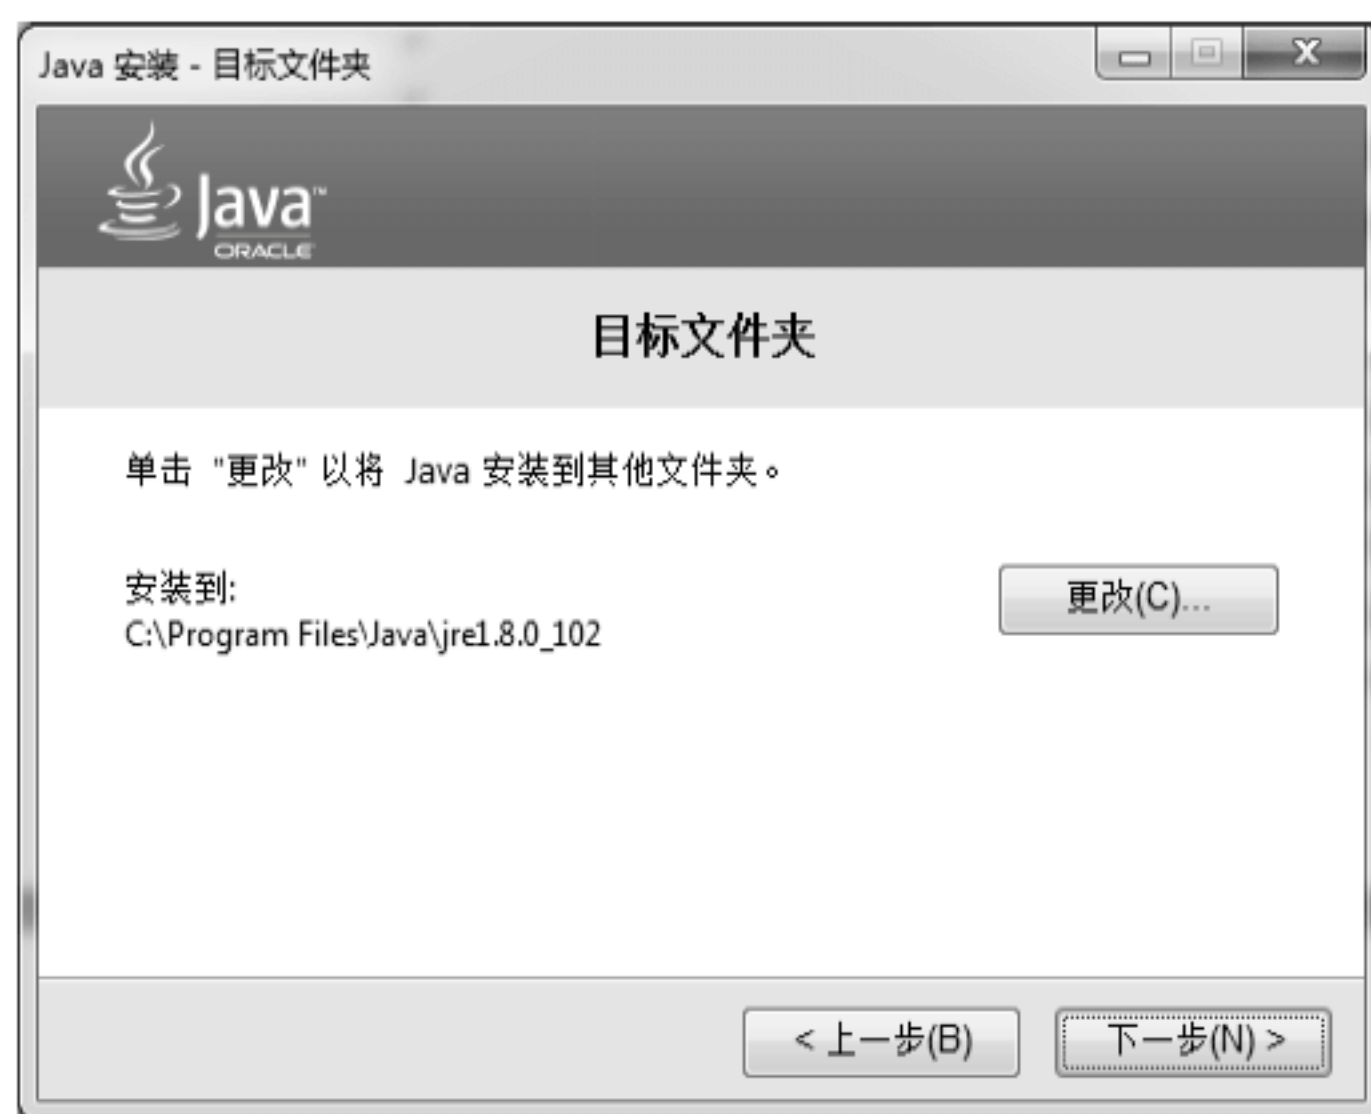 Java 安装 - 目标文件夹
Java™
ORACLE
目标文件夹
单击 "更改" 以将 Java 安装到其他文件夹。
安装到:
更改(C)...
C:\Program Files\Java\jre1.8.0_102
< 上一步(B)
下一步(N) >